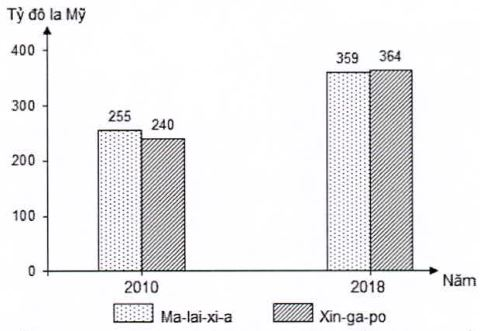 Tỷ đô la Mỹ
400
300
200
100
0
255
240
359
364
2010
2018
Năm
Ma-lai-xi-a
Xin-ga-po